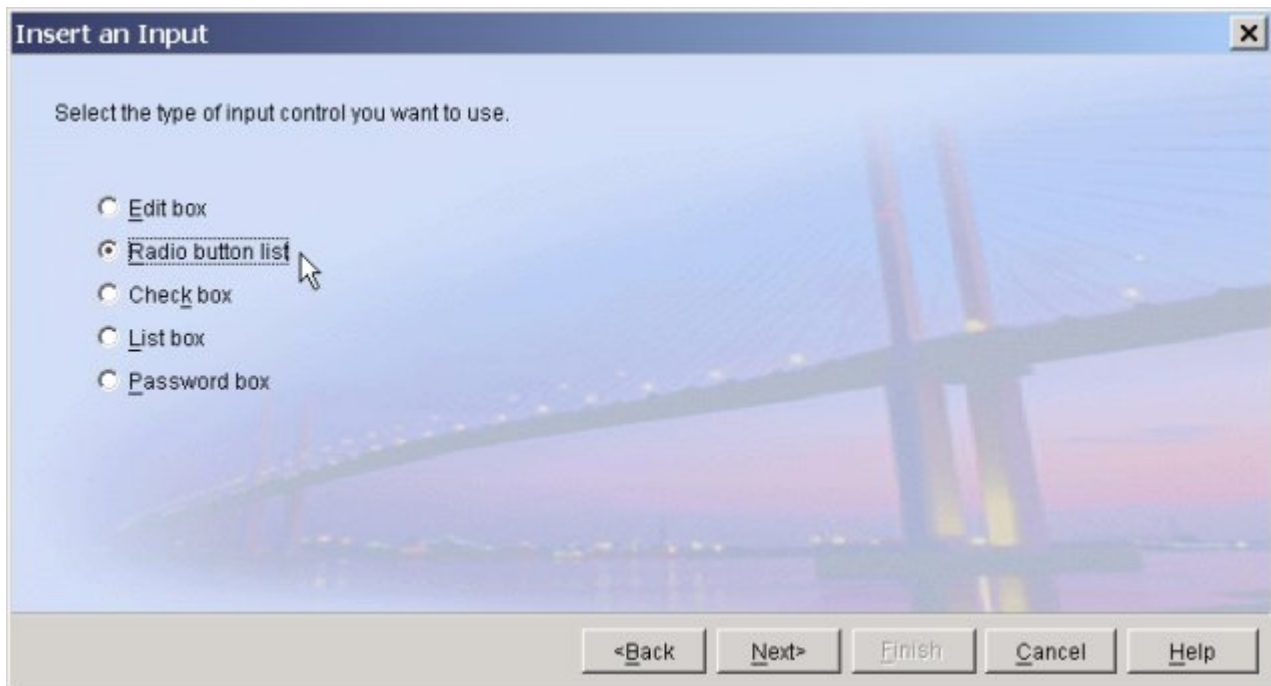 Insert an Input
Select the type of input control you want to use.
Edit box
Radio button list
Check box
List box
Password box
<Back Next> Finish Cancel Help